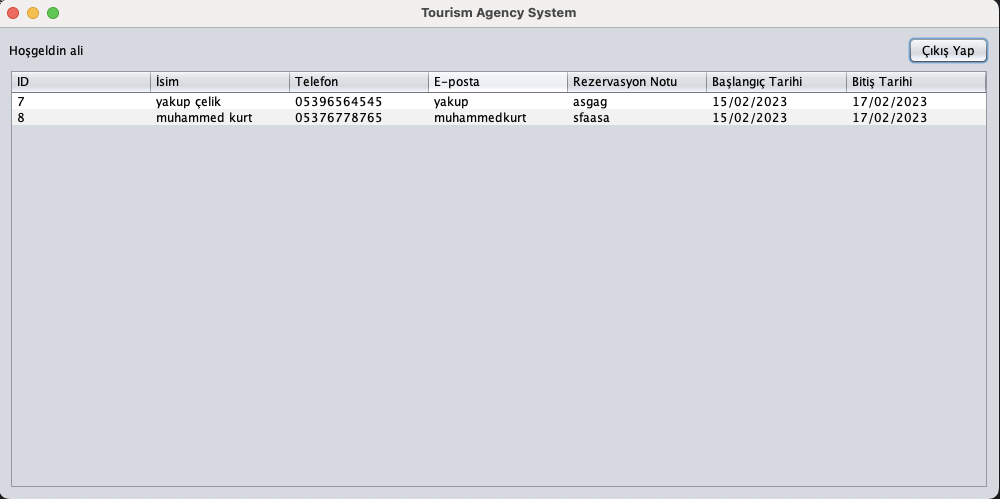 Tourism Agency System
Hoşgeldin ali
Çıkış Yap
ID İsim Telefon E-posta Rezervasyon Notu Başlangıç Tarihi Bitiş Tarihi
7 yakup çelik 05396564545 yakup asgag 15/02/2023 17/02/2023
8 muhammed kurt 05376778765 muhammedkurt sfaasa 15/02/2023 17/02/2023